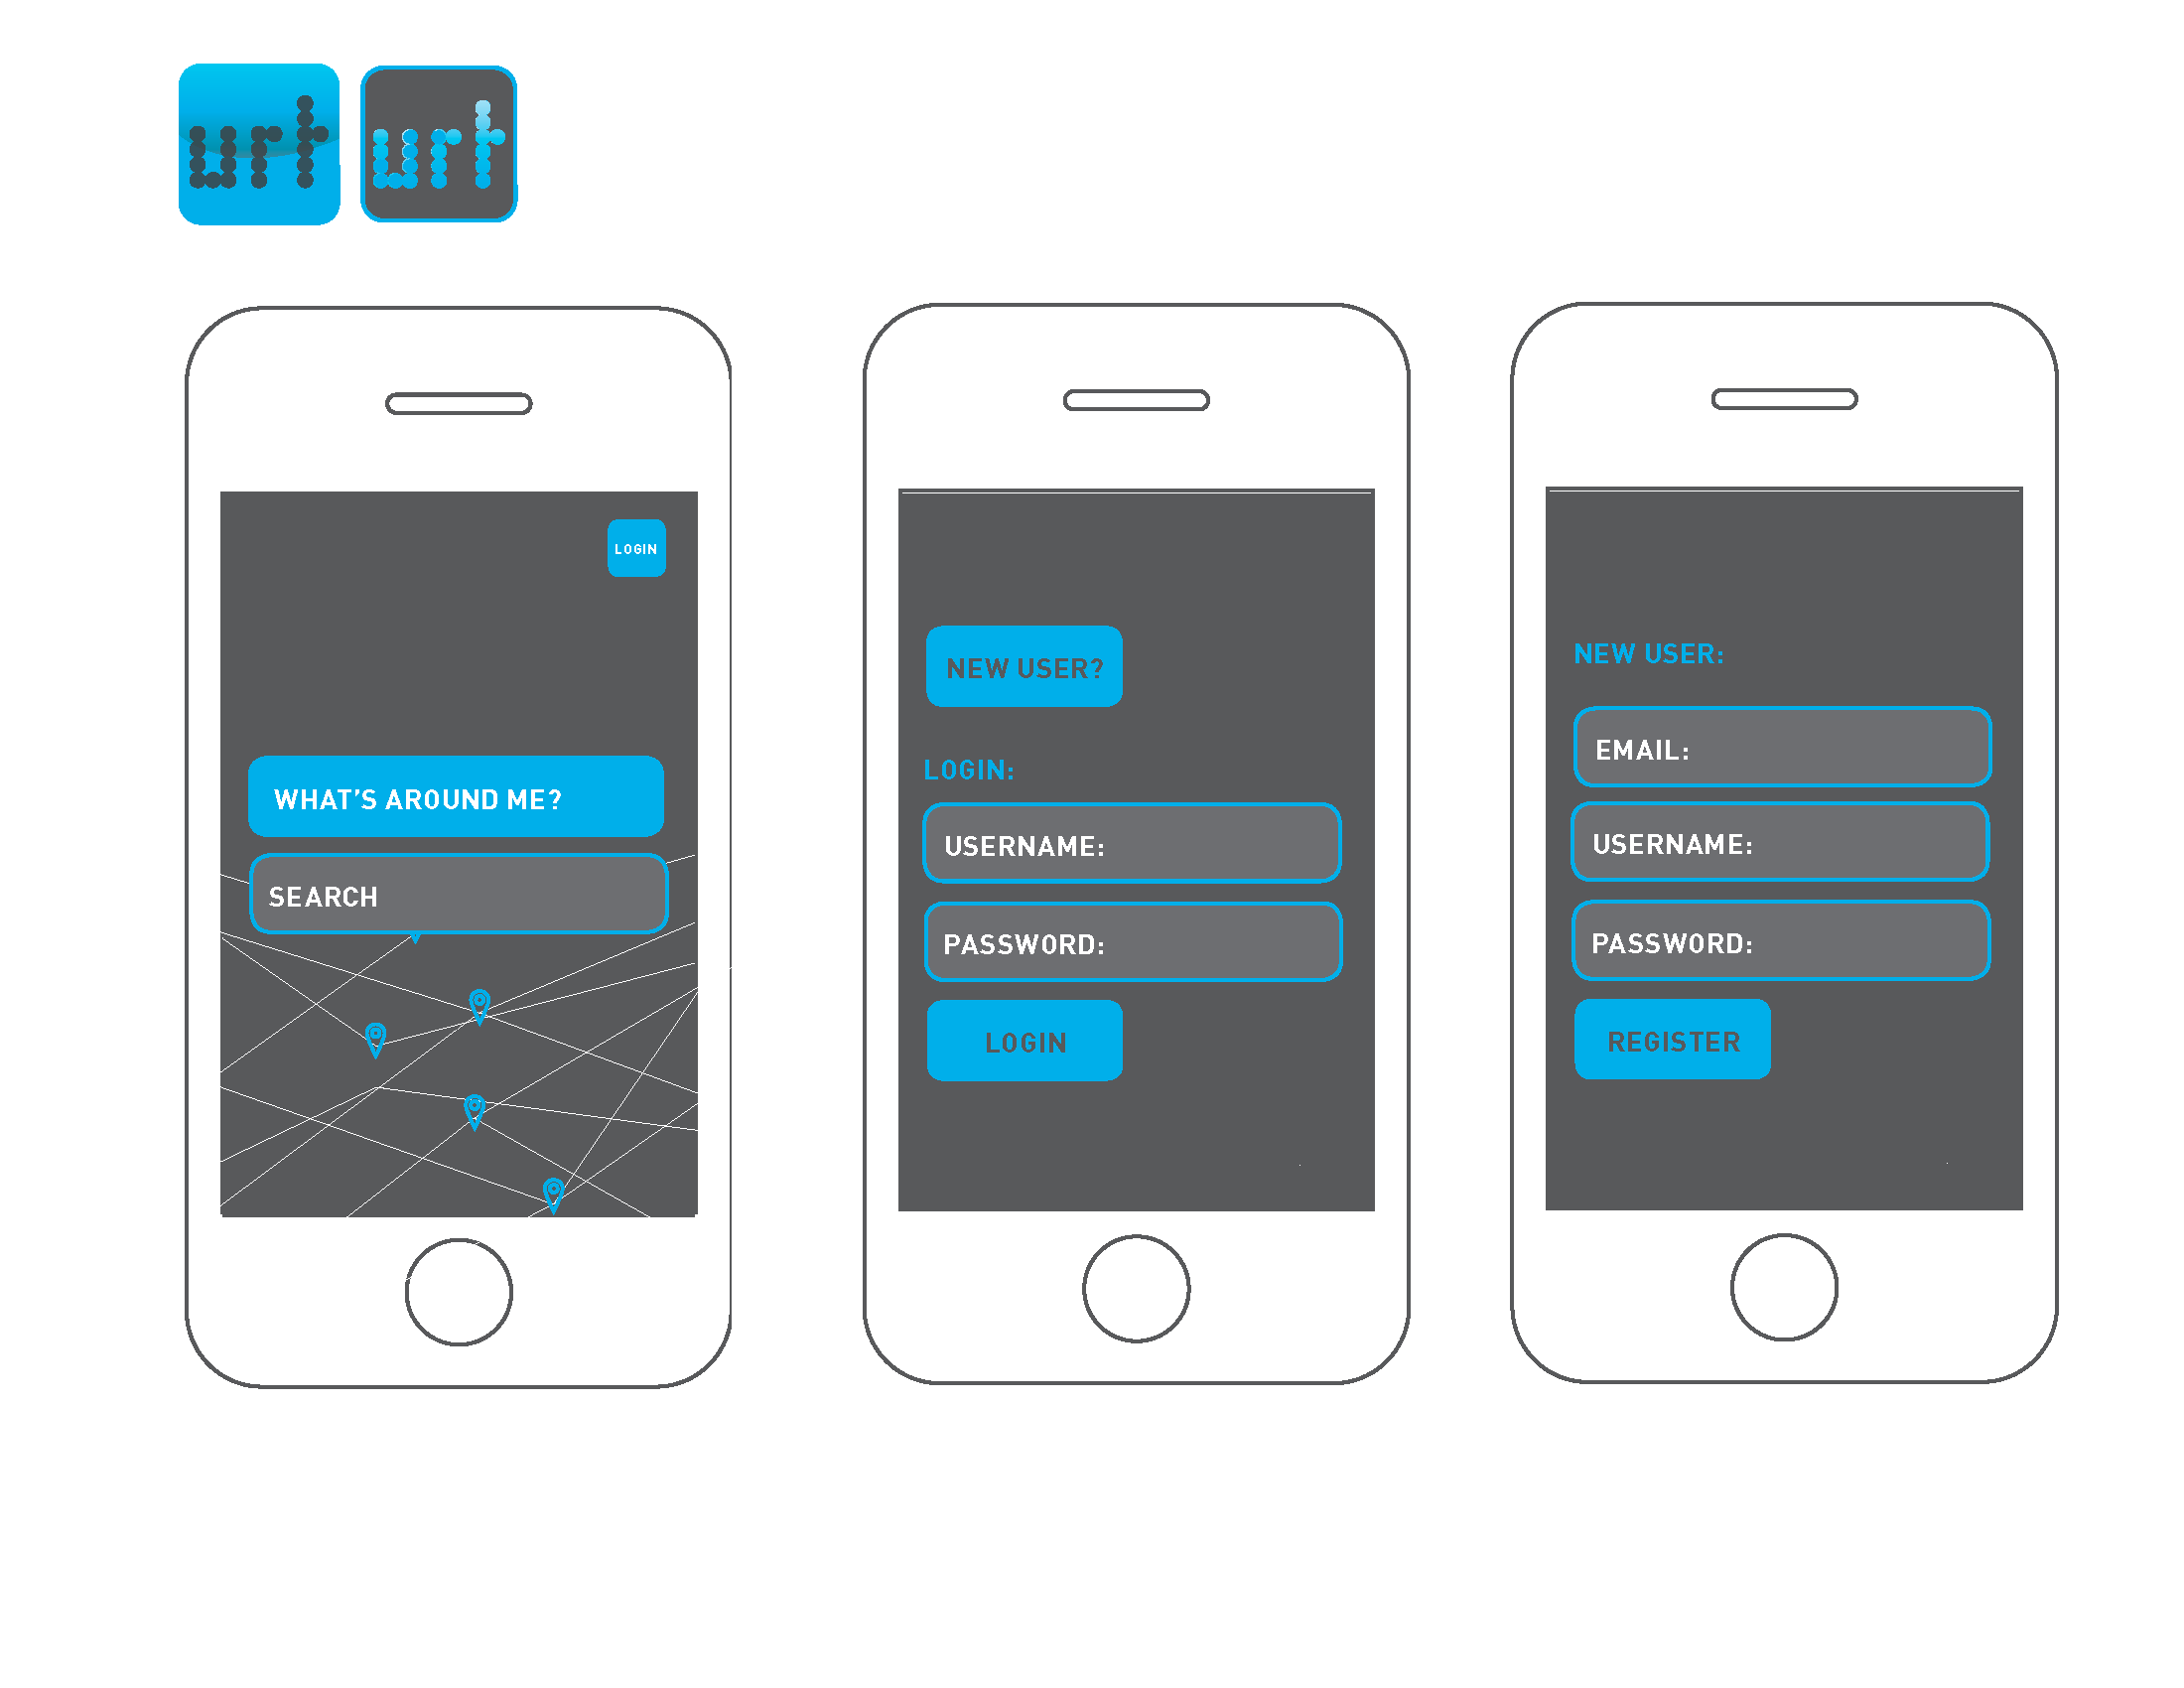 urt
urt
LOGIN
WHAT'S AROUND ME?
SEARCH
NEW USER?
LOGIN:
USERNAME:
PASSWORD:
LOGIN
NEW USER:
EMAIL:
USERNAME:
PASSWORD:
REGISTER